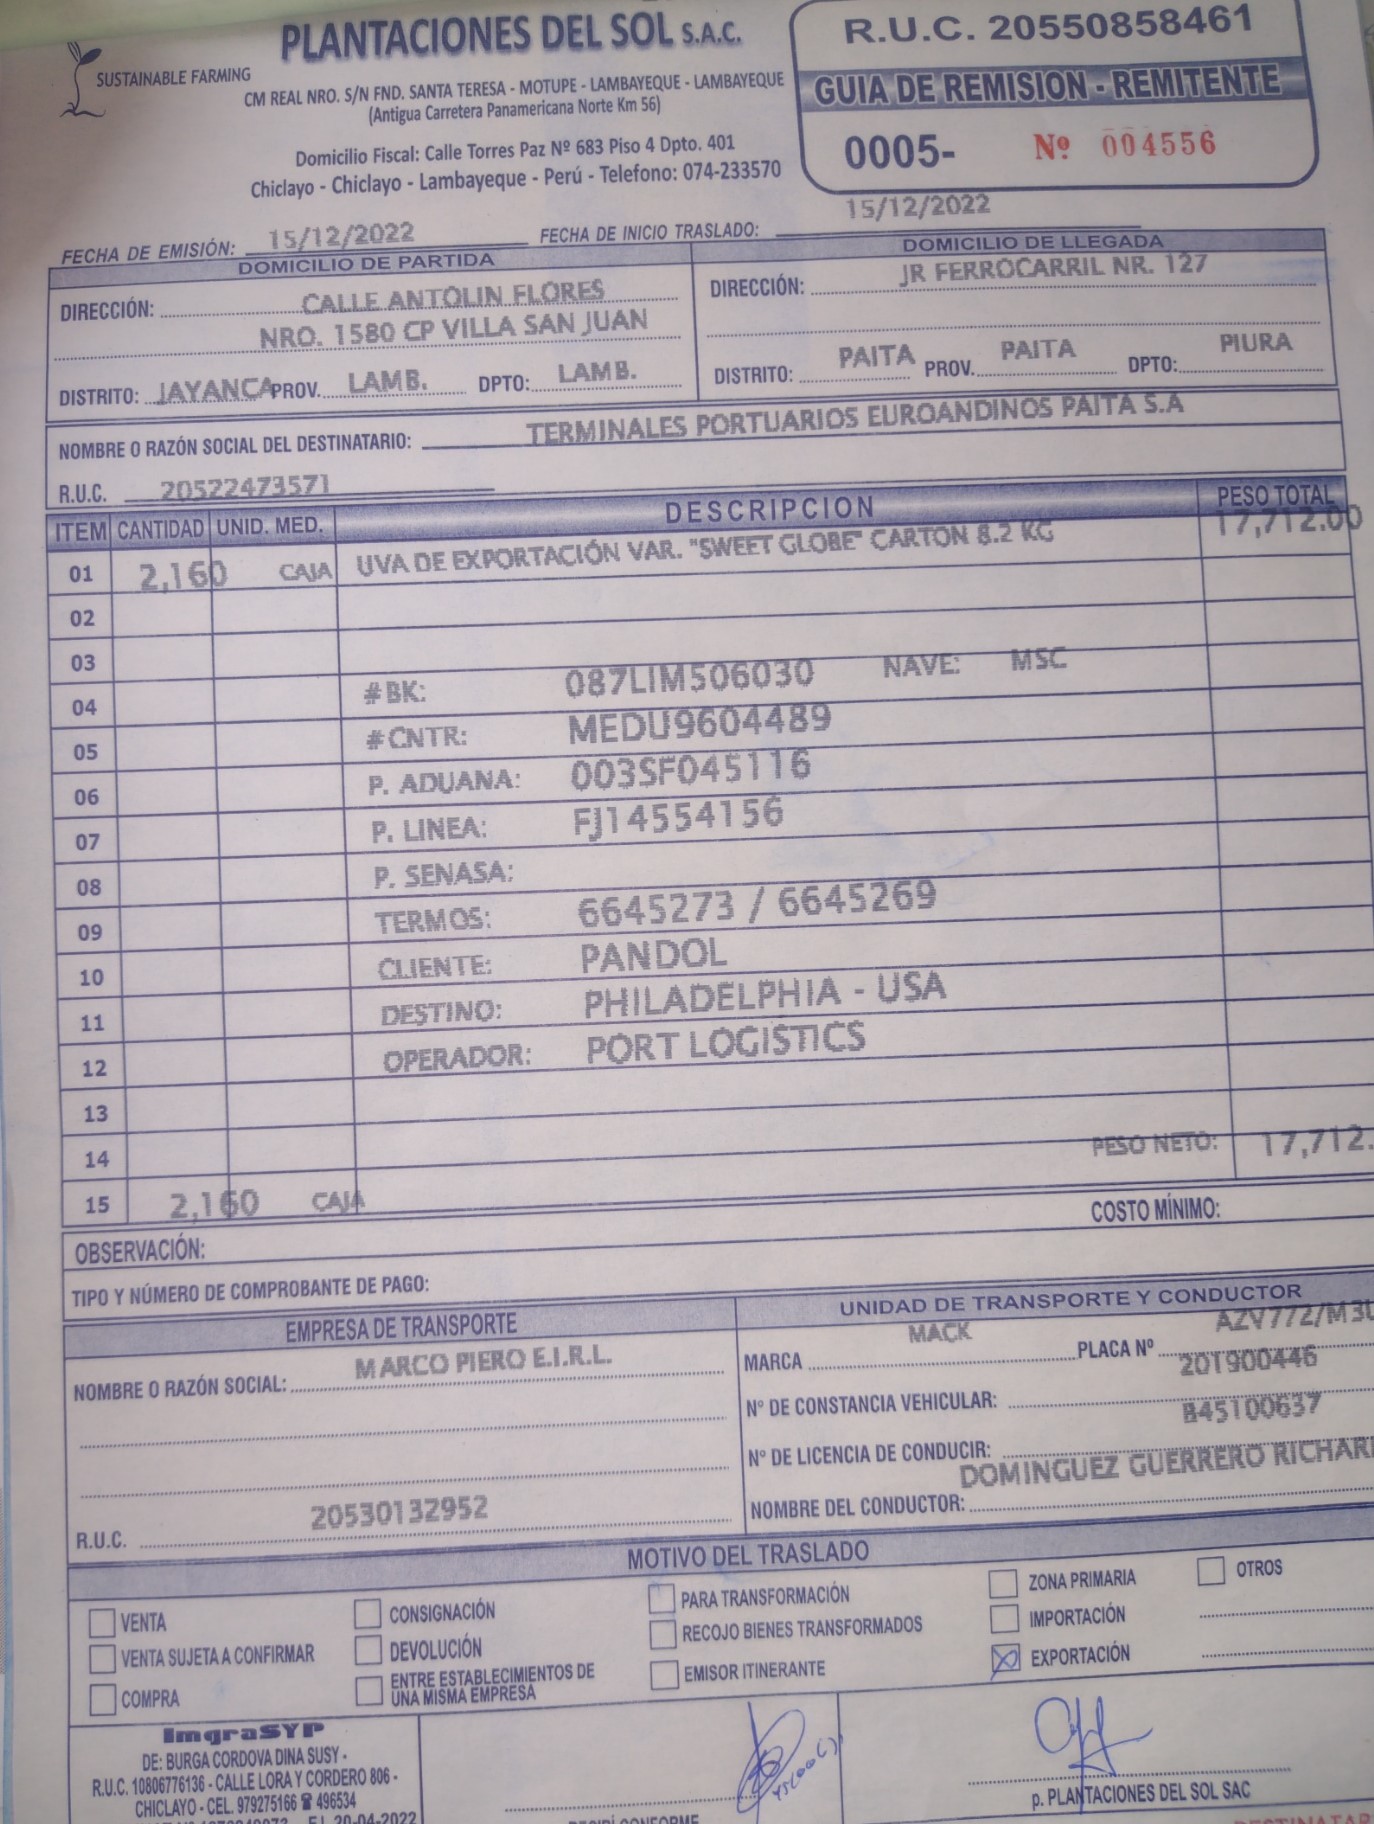 PLANTACIONES DEL SOL S.A.C.
SUSTAINABLE FARMING
CM REAL NRO. S/N FND. SANTA TERESA - MOTUPE - LAMBAYEQUE - LAMBAYEQUE
(Antigua Carretera Panamericana Norte Km 56)
Domicilio Fiscal: Calle Torres Paz Nº 683 Piso 4 Dpto. 401
Chiclayo - Chiclayo - Lambayeque - Perú - Telefono: 074-233570
R.U.C. 20550858461
GUIA DE REMISION - REMITENTE
0005- Nº 004556
FECHA DE EMISIÓN: 15/12/2022 FECHA DE INICIO TRASLADO: 15/12/2022
DOMICILIO DE PARTIDA
DIRECCIÓN: CALLE ANTOLIN FLORES
NRO. 1580 CP VILLA SAN JUAN
DISTRITO: JAYANCA PROV. LAMB. DPTO: LAMB.
DOMICILIO DE LLEGADA
DIRECCIÓN: JR FERROCARRIL NR. 127
DISTRITO: PAITA PROV. PAITA DPTO: PIURA
NOMBRE O RAZÓN SOCIAL DEL DESTINATARIO: TERMINALES PORTUARIOS EUROANDINOS PAITA S.A
R.U.C. 20522473571
ITEM CANTIDAD UNID. MED. DESCRIPCION PESO TOTAL
01 2,160 CAJA UVA DE EXPORTACIÓN VAR. "SWEET GLOBE" CARTON 8.2 KG 17,712.00
02
03
04 #BK: 087LIM506030 NAVE: MSC
05 #CNTR: MEDU9604489
06 P. ADUANA: 003SF045116
07 P. LINEA: FJ14554156
08 P. SENASA:
09 TERMOS: 6645273 / 6645269
10 CLIENTE: PANDOL
11 DESTINO: PHILADELPHIA - USA
12 OPERADOR: PORT LOGISTICS
13
14 PESO NETO: 17,712.
15 2,160 CAJA
COSTO MÍNIMO:
OBSERVACIÓN:
TIPO Y NÚMERO DE COMPROBANTE DE PAGO:
EMPRESA DE TRANSPORTE
NOMBRE O RAZÓN SOCIAL: MARCO PIERO E.I.R.L.
R.U.C. 20530132952
UNIDAD DE TRANSPORTE Y CONDUCTOR
MARCA MACK PLACA Nº AZV772/M3U
Nº DE CONSTANCIA VEHICULAR: 201900446
Nº DE LICENCIA DE CONDUCIR: B45100637
NOMBRE DEL CONDUCTOR: DOMINGUEZ GUERRERO RICHAR
MOTIVO DEL TRASLADO
VENTA
VENTA SUJETA A CONFIRMAR
COMPRA
CONSIGNACIÓN
DEVOLUCIÓN
ENTRE ESTABLECIMIENTOS DE
UNA MISMA EMPRESA
PARA TRANSFORMACIÓN
RECOJO BIENES TRANSFORMADOS
EMISOR ITINERANTE
ZONA PRIMARIA
IMPORTACIÓN
EXPORTACIÓN
OTROS
ImgraSYP
DE: BURGA CORDOVA DINA SUSY -
R.U.C. 10806776136 - CALLE LORA Y CORDERO 806 -
CHICLAYO - CEL. 979275166 ☎ 496534
F.I. 20-04-2022
RECIBÍ CONFORME
p. PLANTACIONES DEL SOL SAC
DESTINATAR